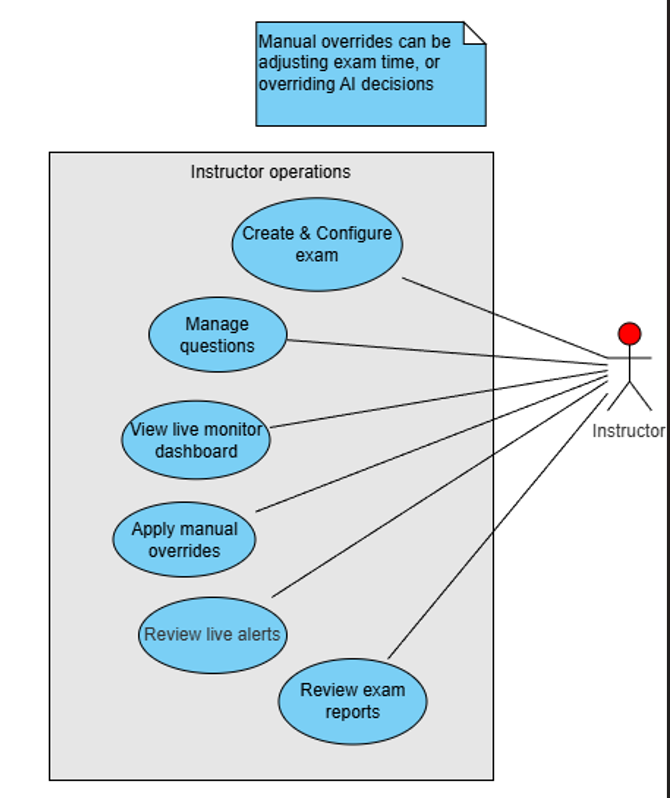 Manual overrides can be
adjusting exam time, or
overriding AI decisions
Instructor operations
Create & Configure
exam
Manage
questions
View live monitor
dashboard
Apply manual
overrides
Review live alerts
Review exam
reports
Instructor